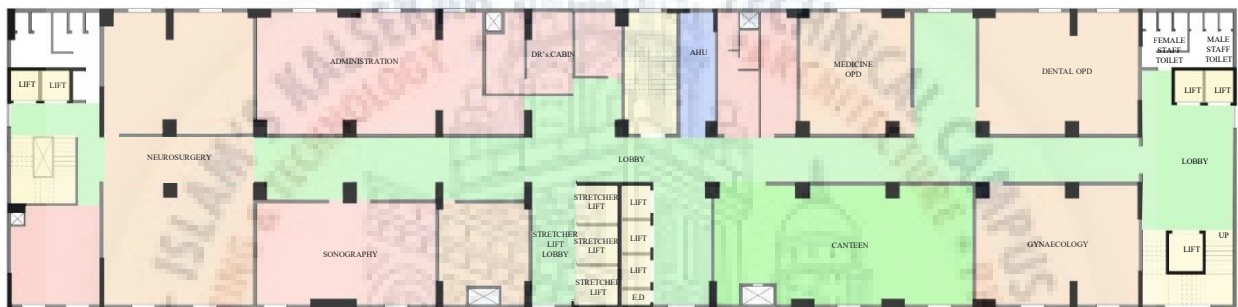 ADMINISTRATION
DR's.CABIN
AHU
MEDICINE
OPD
DENTAL OPD
FEMALE
STAFF
TOILET
MALE
STAFF
TOILET
LIFT
LIFT
LIFT
LIFT
NEUROSURGERY
LOBBY
LOBBY
SONOGRAPHY
STRETCHER
LIFT
LOBBY
STRETCHER
LIFT
STRETCHER
LIFT
STRETCHER
LIFT
LIFT
LIFT
LIFT
E.D
CANTEEN
GYNAECOLOGY
UP
LIFT